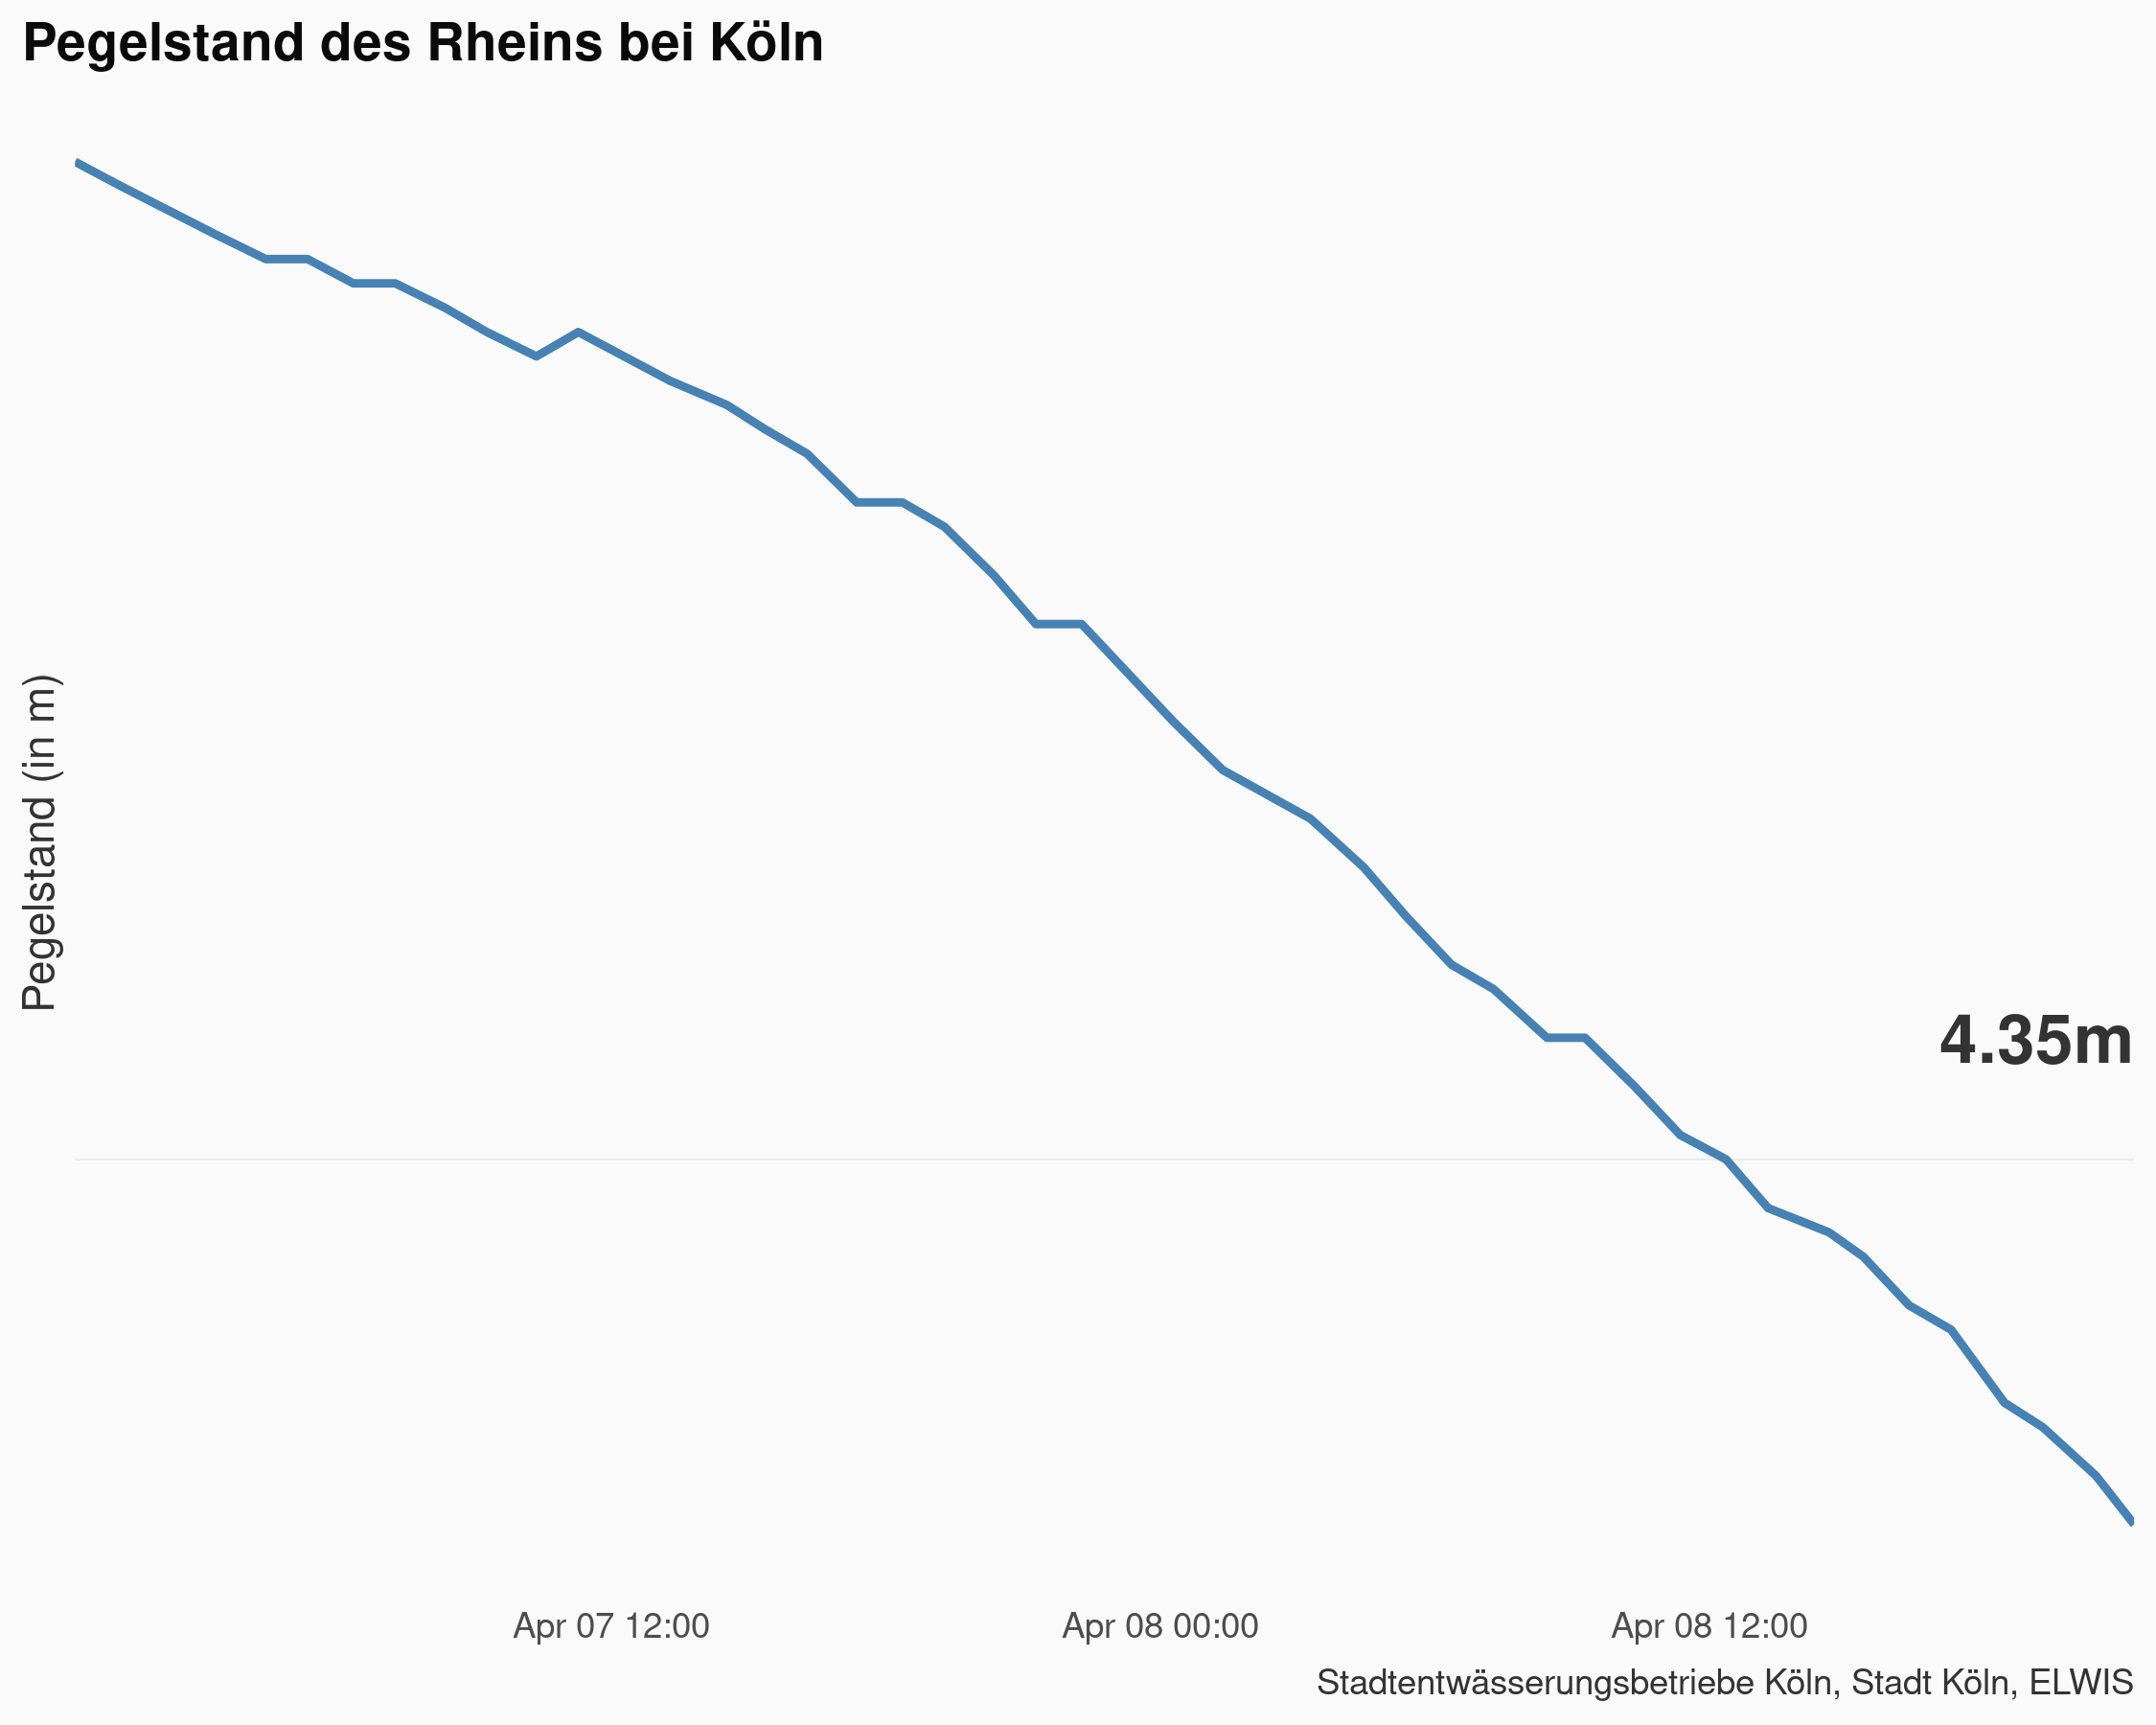 Pegelstand des Rheins bei Köln
Pegelstand (in m)
4.35m
Apr 07 12:00
Apr 08 00:00
Apr 08 12:00
Stadtentwässerungsbetriebe Köln, Stadt Köln, ELWIS